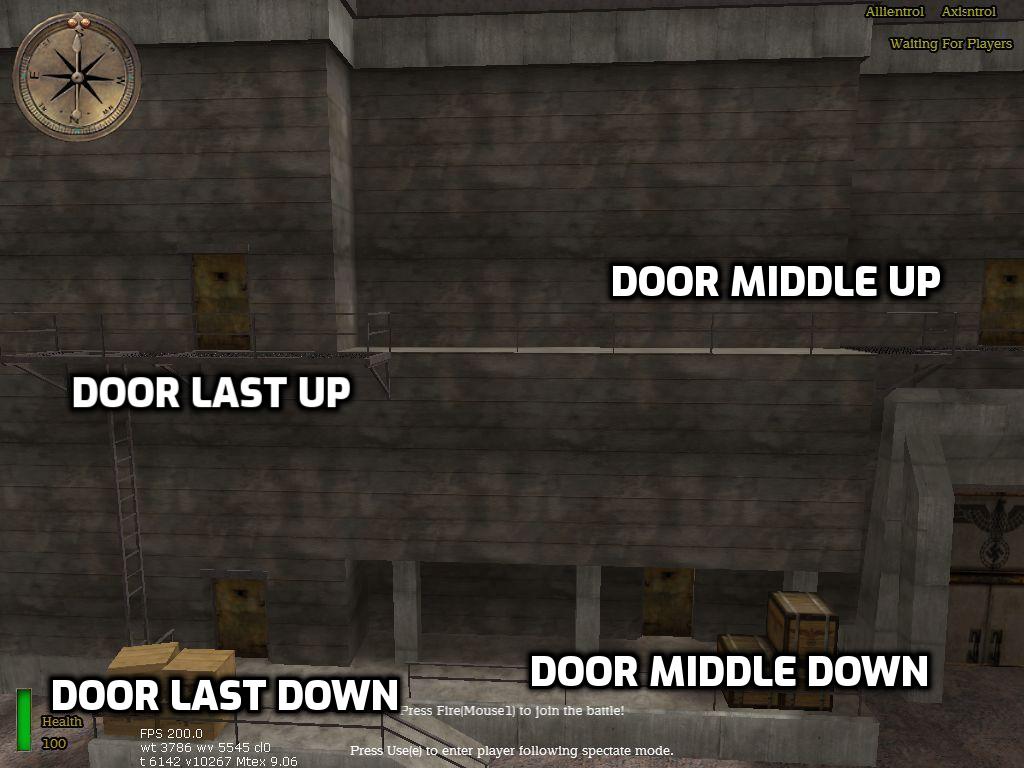 Allientrol Axisntrol
Waiting For Players
DOOR MIDDLE UP
DOOR LAST UP
DOOR MIDDLE DOWN
DOOR LAST DOWN
Press Fire(Mouse1) to join the battle!
Health
100
FPS 200.0
wt 3786 wv 5545 cl0
t 6142 v10267 Mtex 9.06
Press Use(e) to enter player following spectate mode.